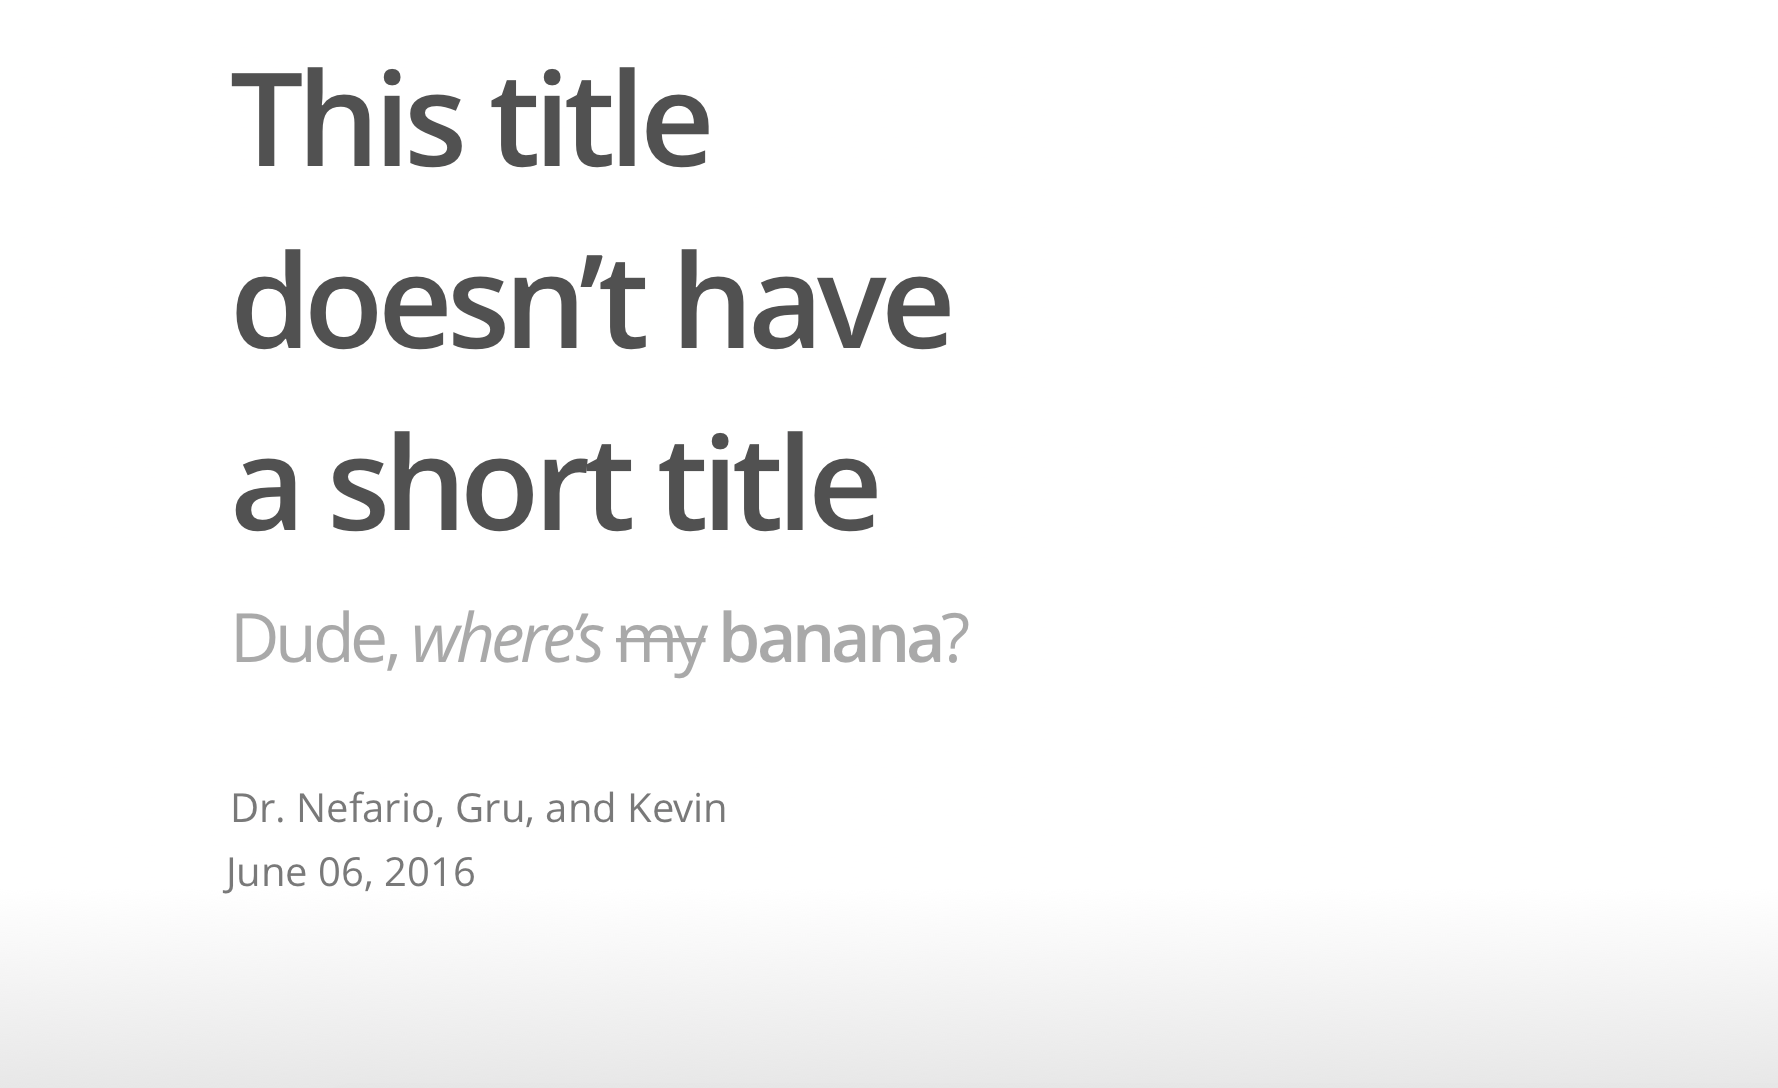 This title
doesn’t have
a short title
Dude, where’s my banana?
Dr. Nefario, Gru, and Kevin
June 06, 2016